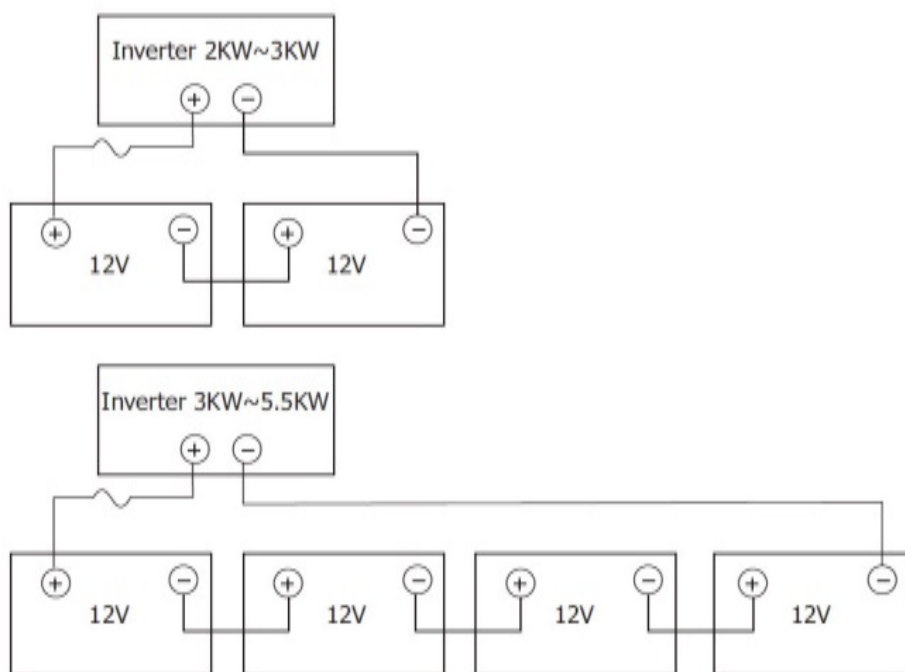 Inverter 2KW~3KW
+ −
+ − + −
12V 12V
Inverter 3KW~5.5KW
+ −
+ − + − + − + −
12V 12V 12V 12V